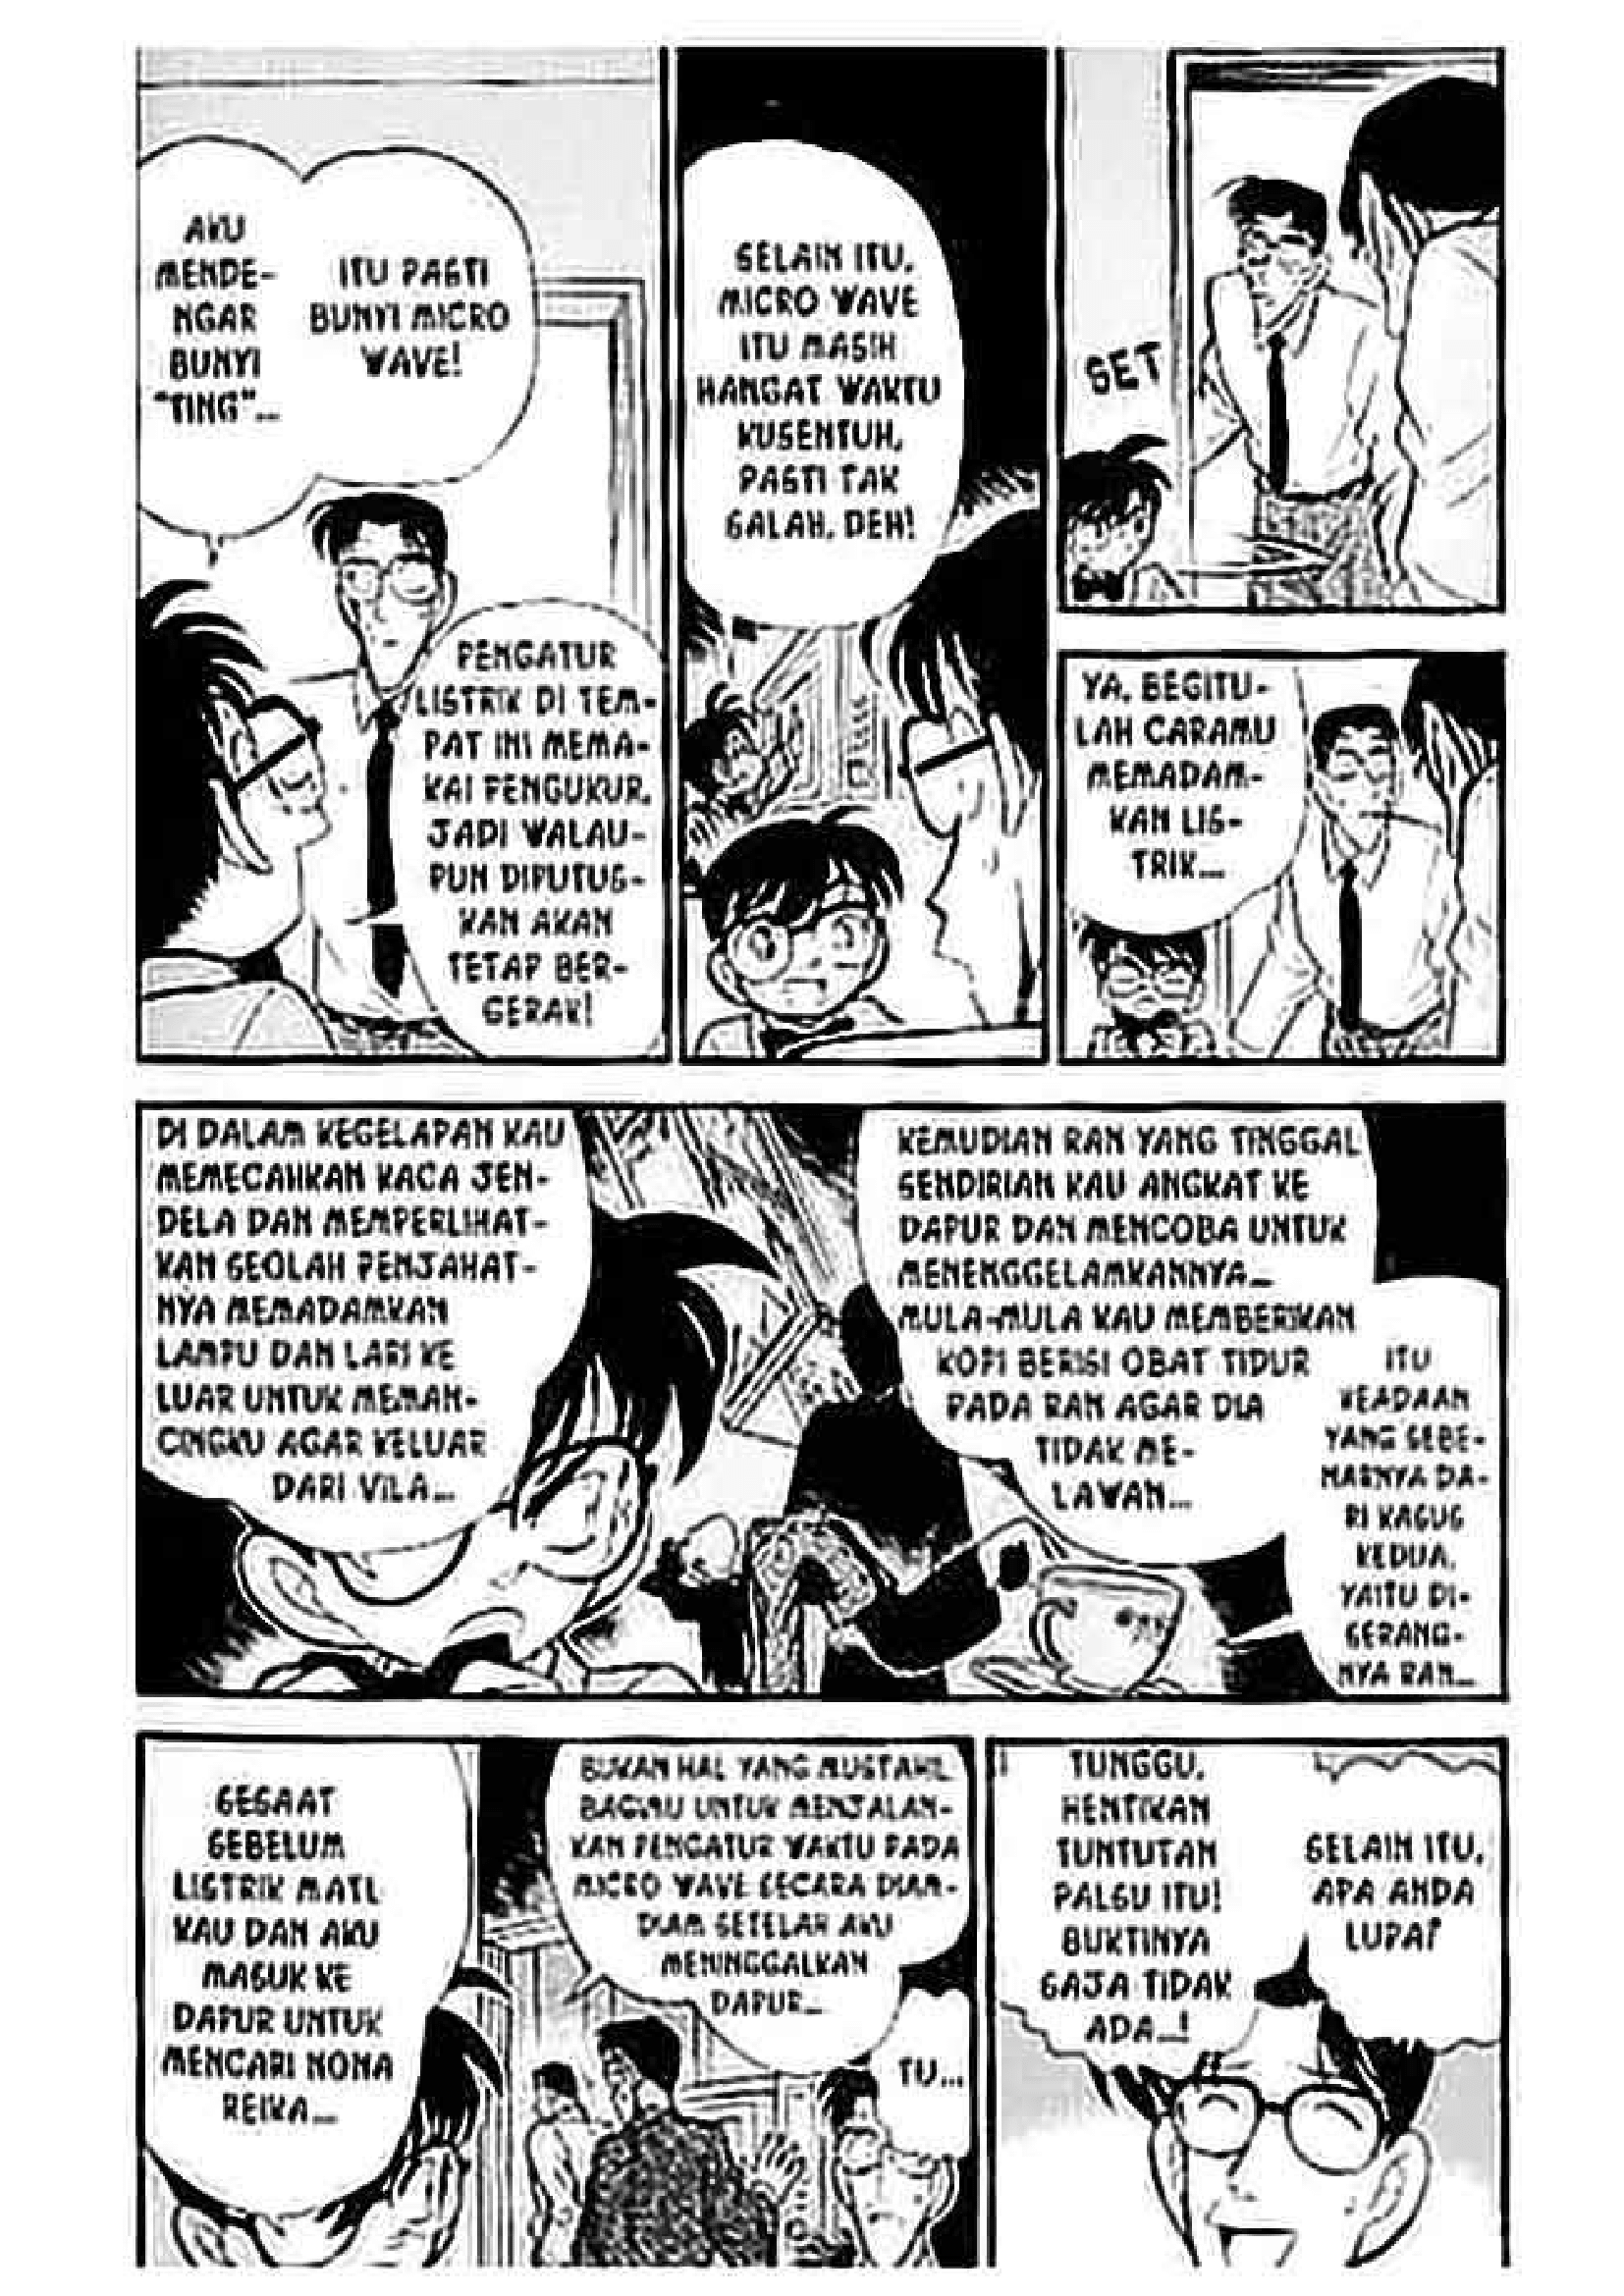 AKU
MENDE-
NGAR
BUNYI
"TING"...
ITU PASTI
BUNYI MICRO
WAVE!
PENGATUR
LISTRIK DI TEM-
PAT INI MEMA-
KAI PENGUKUR.
JADI WALAU-
PUN DIPUTUS-
KAN AKAN
TETAP BER-
GERAK!
SELAIN ITU,
MICRO WAVE
ITU MASIH
HANGAT WAKTU
KUSENTUH,
PASTI TAK
SALAH, DEH!
SET
YA, BEGITU-
LAH CARAMU
MEMADAM-
KAN LIS-
TRIK...
DI DALAM KEGELAPAN KAU
MEMECAHKAN KACA JEN-
DELA DAN MEMPERLIHAT-
KAN SEOLAH PENJAHAT-
NYA MEMADAMKAN
LAMPU DAN LARI KE
LUAR UNTUK MEMAN-
CINGKU AGAR KELUAR
DARI VILA...
KEMUDIAN RAN YANG TINGGAL
SENDIRIAN KAU ANGKAT KE
DAPUR DAN MENCOBA UNTUK
MENENGGELAMKANNYA...
MULA-MULA KAU MEMBERIKAN
KOPI BERISI OBAT TIDUR
PADA RAN AGAR DIA
TIDAK ME-
LAWAN...
ITU
KEADAAN
YANG SEBE-
NARNYA DA-
RI KASUS
KEDUA,
YAITU DI-
SERANG-
NYA RAN...
SESAAT
SEBELUM
LISTRIK MATI,
KAU DAN AKU
MASUK KE
DAPUR UNTUK
MENCARI NONA
REIKA...
BUKAN HAL YANG MUSTAHIL
BAGIMU UNTUK MENJALAN-
KAN PENGATUR WAKTU PADA
MICRO WAVE SECARA DIAM-
DIAM SETELAH AKU
MENINGGALKAN
DAPUR...
TU...
TUNGGU,
HENTIKAN
TUNTUTAN
PALSU ITU!
BUKTINYA
SAJA TIDAK
ADA...!
SELAIN ITU,
APA ANDA
LUPA?